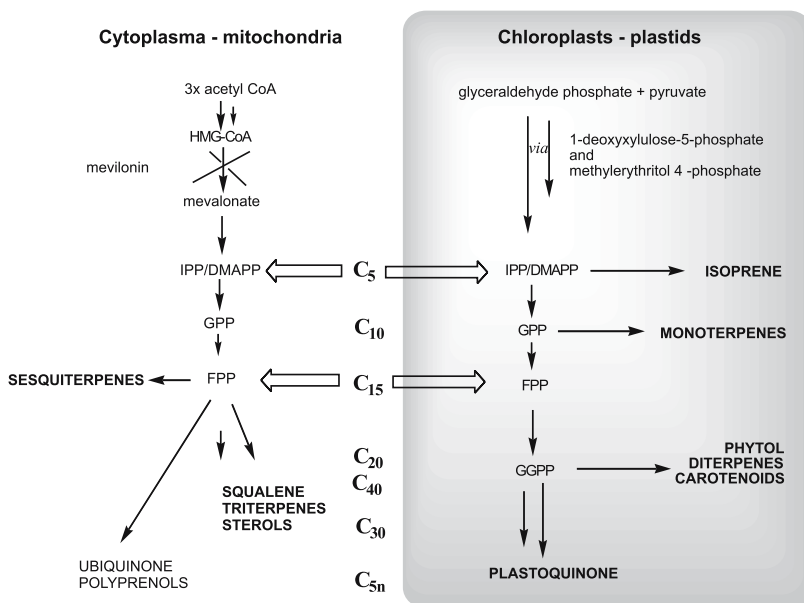 Cytoplasma - mitochondria
3x acetyl CoA
HMG-CoA
mevilonin
mevalonate
IPP/DMAPP
GPP
SESQUITERPENES
FPP
SQUALENE
TRITERPENES
STEROLS
UBIQUINONE
POLYPRENOLS
C5
C10
C15
C20
C40
C30
C5n
Chloroplasts - plastids
glyceraldehyde phosphate + pyruvate
via
1-deoxyxylulose-5-phosphate
and
methylerythritol 4 -phosphate
IPP/DMAPP
ISOPRENE
GPP
MONOTERPENES
FPP
GGPP
PHYTOL
DITERPENES
CAROTENOIDS
PLASTOQUINONE